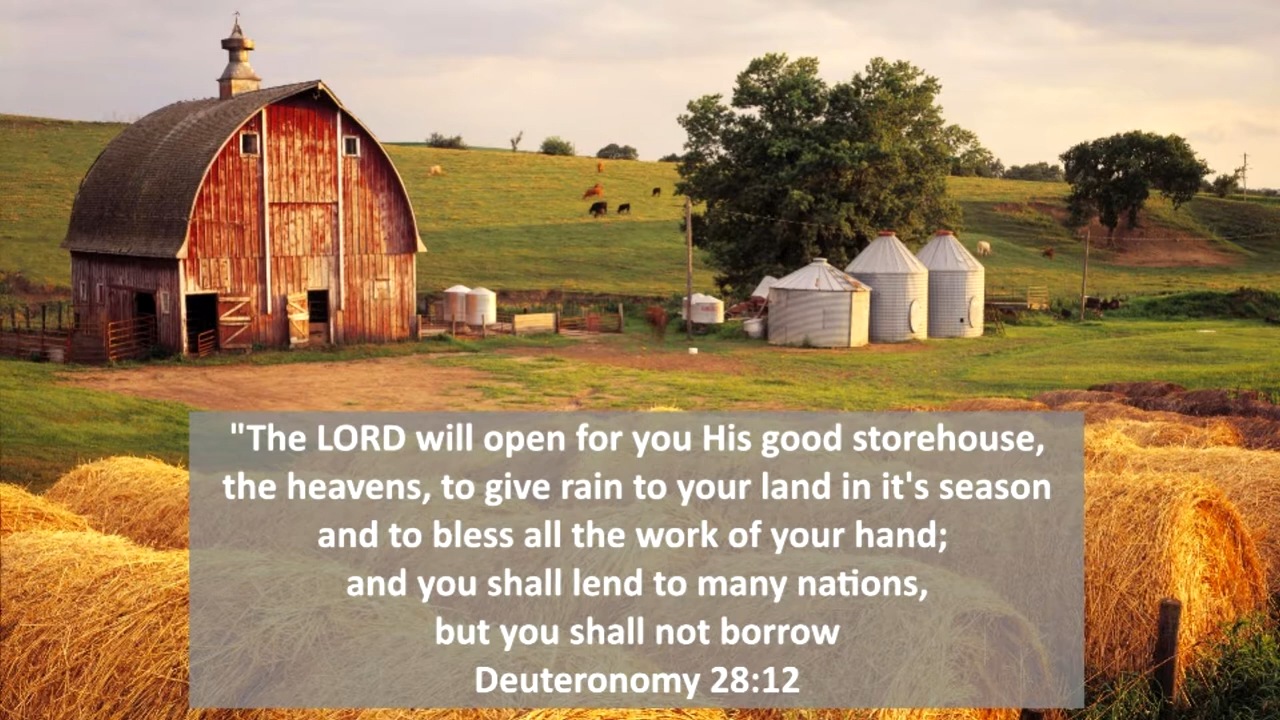 "The LORD will open for you His good storehouse,
the heavens, to give rain to your land in it's season
and to bless all the work of your hand;
and you shall lend to many nations,
but you shall not borrow
Deuteronomy 28:12